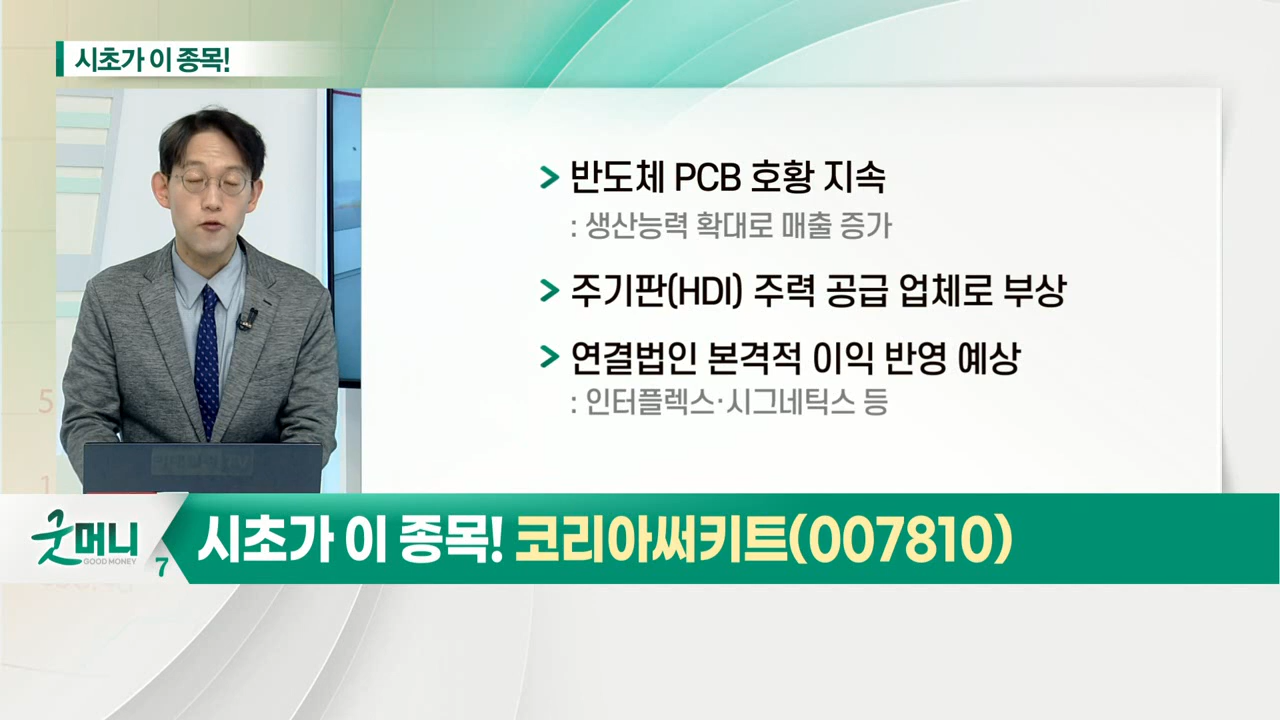 시초가 이 종목!
> 반도체 PCB 호황 지속
: 생산능력 확대로 매출 증가
> 주기판(HDI) 주력 공급 업체로 부상
> 연결법인 본격적 이익 반영 예상
: 인터플렉스·시그네틱스 등
5
1
굿머니
GOOD MONEY
7
시초가 이 종목! 코리아써키트(007810)